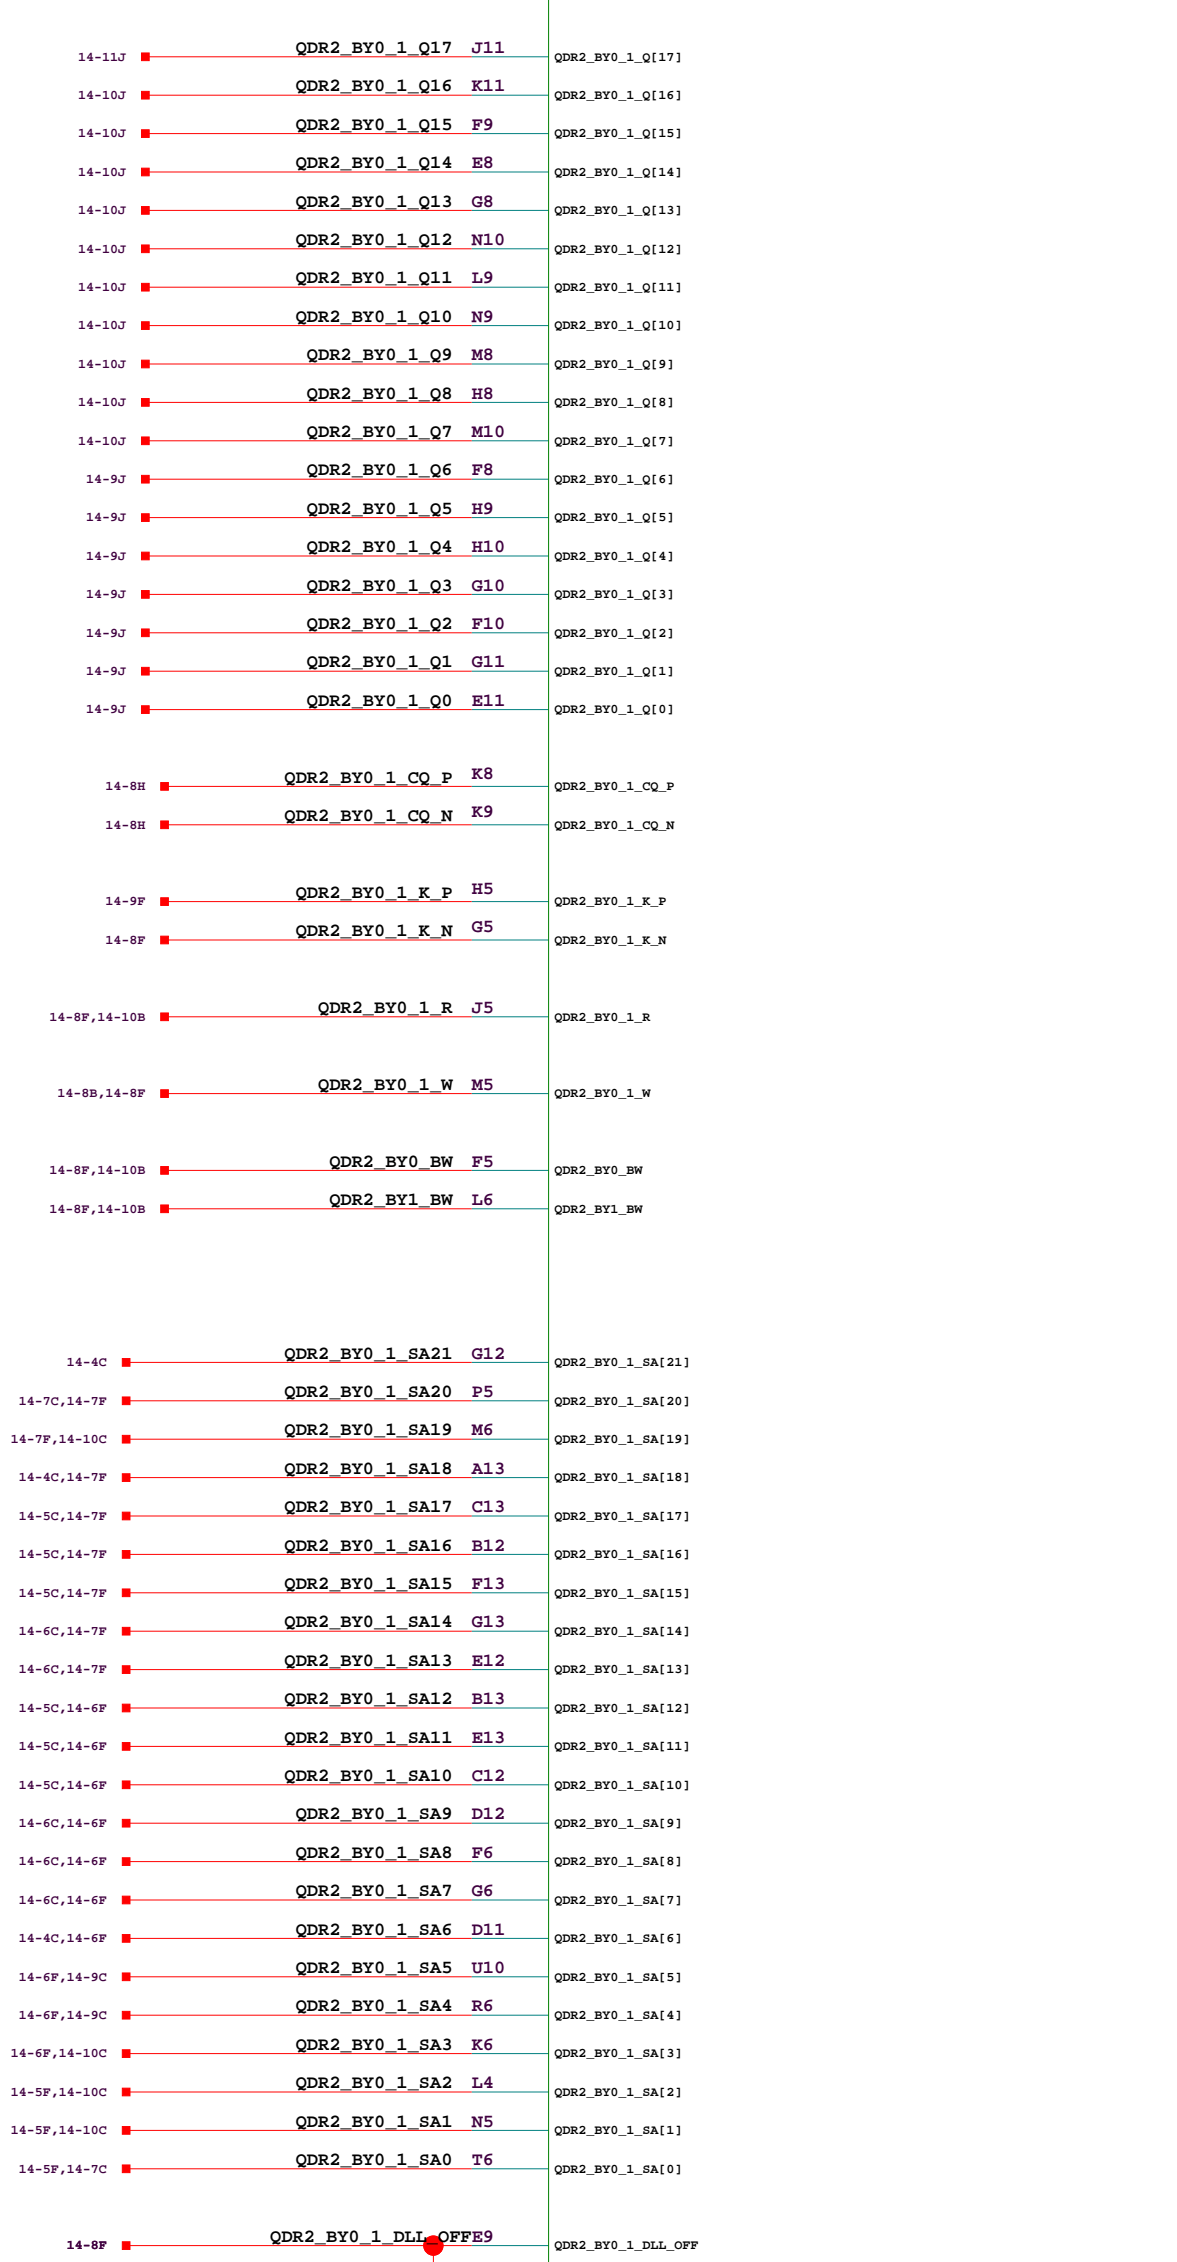 14-11J QDR2_BY0_1_Q17 J11 QDR2_BY0_1_Q[17]
14-10J QDR2_BY0_1_Q16 K11 QDR2_BY0_1_Q[16]
14-10J QDR2_BY0_1_Q15 F9 QDR2_BY0_1_Q[15]
14-10J QDR2_BY0_1_Q14 E8 QDR2_BY0_1_Q[14]
14-10J QDR2_BY0_1_Q13 G8 QDR2_BY0_1_Q[13]
14-10J QDR2_BY0_1_Q12 N10 QDR2_BY0_1_Q[12]
14-10J QDR2_BY0_1_Q11 L9 QDR2_BY0_1_Q[11]
14-10J QDR2_BY0_1_Q10 N9 QDR2_BY0_1_Q[10]
14-10J QDR2_BY0_1_Q9 M8 QDR2_BY0_1_Q[9]
14-10J QDR2_BY0_1_Q8 H8 QDR2_BY0_1_Q[8]
14-10J QDR2_BY0_1_Q7 M10 QDR2_BY0_1_Q[7]
14-9J QDR2_BY0_1_Q6 F8 QDR2_BY0_1_Q[6]
14-9J QDR2_BY0_1_Q5 H9 QDR2_BY0_1_Q[5]
14-9J QDR2_BY0_1_Q4 H10 QDR2_BY0_1_Q[4]
14-9J QDR2_BY0_1_Q3 G10 QDR2_BY0_1_Q[3]
14-9J QDR2_BY0_1_Q2 F10 QDR2_BY0_1_Q[2]
14-9J QDR2_BY0_1_Q1 G11 QDR2_BY0_1_Q[1]
14-9J QDR2_BY0_1_Q0 E11 QDR2_BY0_1_Q[0]
14-8H QDR2_BY0_1_CQ_P K8 QDR2_BY0_1_CQ_P
14-8H QDR2_BY0_1_CQ_N K9 QDR2_BY0_1_CQ_N
14-9F QDR2_BY0_1_K_P H5 QDR2_BY0_1_K_P
14-8F QDR2_BY0_1_K_N G5 QDR2_BY0_1_K_N
14-8F,14-10B QDR2_BY0_1_R J5 QDR2_BY0_1_R
14-8B,14-8F QDR2_BY0_1_W M5 QDR2_BY0_1_W
14-8F,14-10B QDR2_BY0_BW F5 QDR2_BY0_BW
14-8F,14-10B QDR2_BY1_BW L6 QDR2_BY1_BW
14-4C QDR2_BY0_1_SA21 G12 QDR2_BY0_1_SA[21]
14-7C,14-7F QDR2_BY0_1_SA20 P5 QDR2_BY0_1_SA[20]
14-7F,14-10C QDR2_BY0_1_SA19 M6 QDR2_BY0_1_SA[19]
14-4C,14-7F QDR2_BY0_1_SA18 A13 QDR2_BY0_1_SA[18]
14-5C,14-7F QDR2_BY0_1_SA17 C13 QDR2_BY0_1_SA[17]
14-5C,14-7F QDR2_BY0_1_SA16 B12 QDR2_BY0_1_SA[16]
14-5C,14-7F QDR2_BY0_1_SA15 F13 QDR2_BY0_1_SA[15]
14-6C,14-7F QDR2_BY0_1_SA14 G13 QDR2_BY0_1_SA[14]
14-6C,14-7F QDR2_BY0_1_SA13 E12 QDR2_BY0_1_SA[13]
14-5C,14-6F QDR2_BY0_1_SA12 B13 QDR2_BY0_1_SA[12]
14-5C,14-6F QDR2_BY0_1_SA11 E13 QDR2_BY0_1_SA[11]
14-5C,14-6F QDR2_BY0_1_SA10 C12 QDR2_BY0_1_SA[10]
14-6C,14-6F QDR2_BY0_1_SA9 D12 QDR2_BY0_1_SA[9]
14-6C,14-6F QDR2_BY0_1_SA8 F6 QDR2_BY0_1_SA[8]
14-6C,14-6F QDR2_BY0_1_SA7 G6 QDR2_BY0_1_SA[7]
14-4C,14-6F QDR2_BY0_1_SA6 D11 QDR2_BY0_1_SA[6]
14-6F,14-9C QDR2_BY0_1_SA5 U10 QDR2_BY0_1_SA[5]
14-6F,14-9C QDR2_BY0_1_SA4 R6 QDR2_BY0_1_SA[4]
14-6F,14-10C QDR2_BY0_1_SA3 K6 QDR2_BY0_1_SA[3]
14-5F,14-10C QDR2_BY0_1_SA2 L4 QDR2_BY0_1_SA[2]
14-5F,14-10C QDR2_BY0_1_SA1 N5 QDR2_BY0_1_SA[1]
14-5F,14-7C QDR2_BY0_1_SA0 T6 QDR2_BY0_1_SA[0]
14-8F QDR2_BY0_1_DLL_OFF E9 QDR2_BY0_1_DLL_OFF